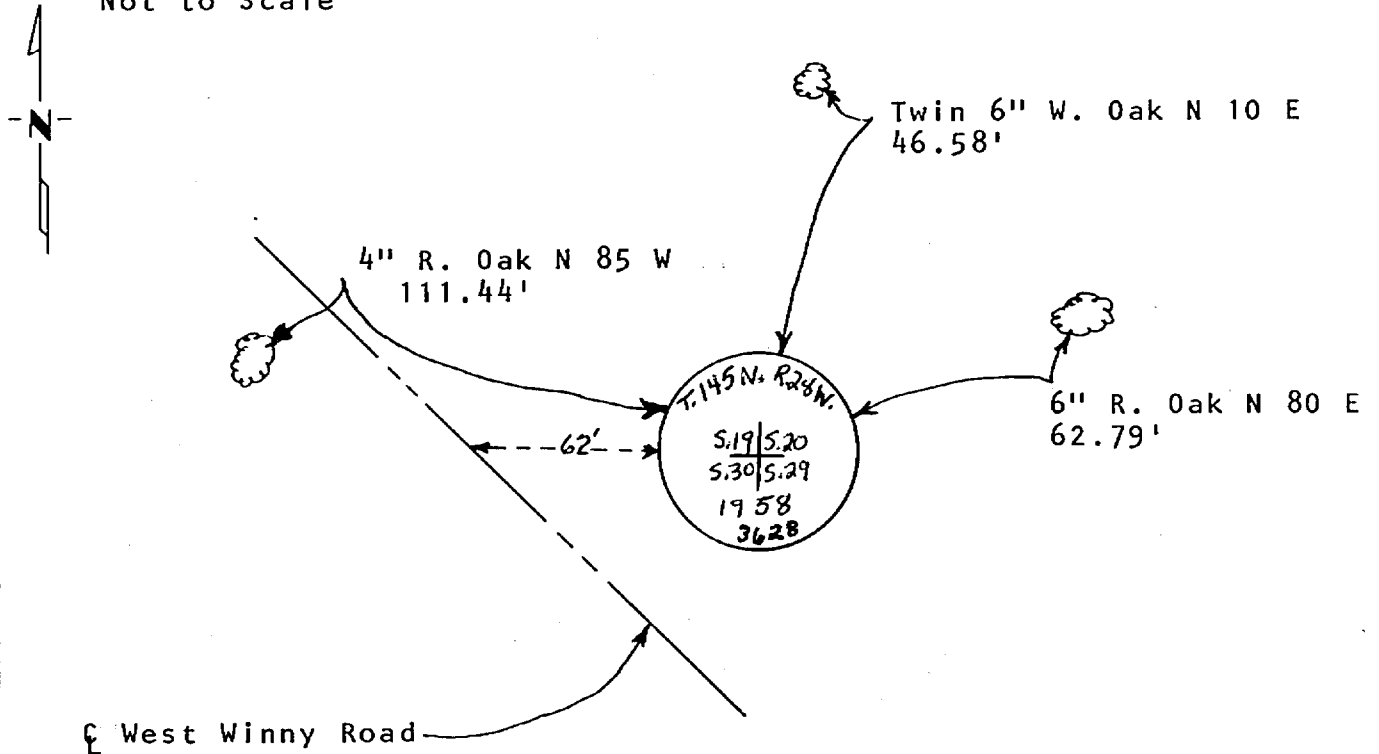 Not to Scale
N
Twin 6" W. Oak N 10 E
46.58'
4" R. Oak N 85 W
111.44'
6" R. Oak N 80 E
62.79'
T.145N. R.28W.
S.19 S.20
S.30 S.29
1958
3628
62'
℄ West Winny Road